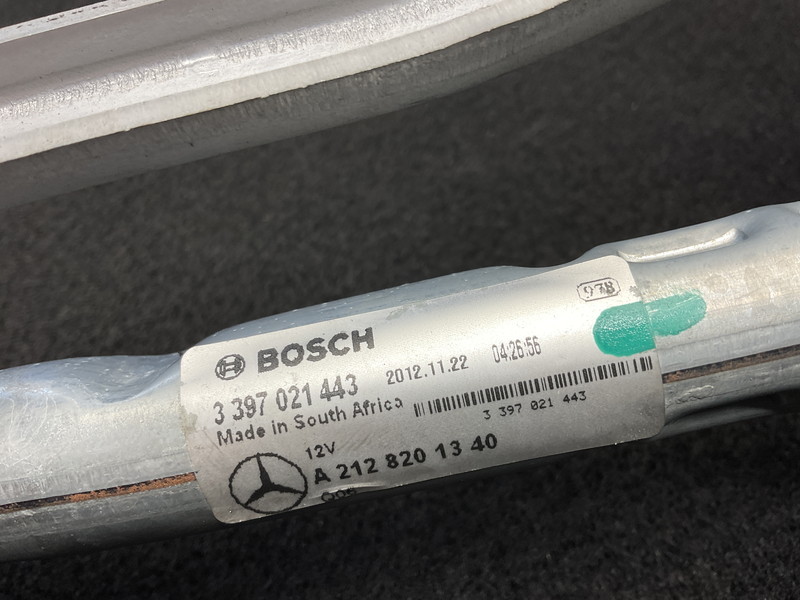 978
BOSCH
3 397 021 443 2012.11.22 04:26:56
Made in South Africa
3 397 021 443
12V
A 212 820 13 40